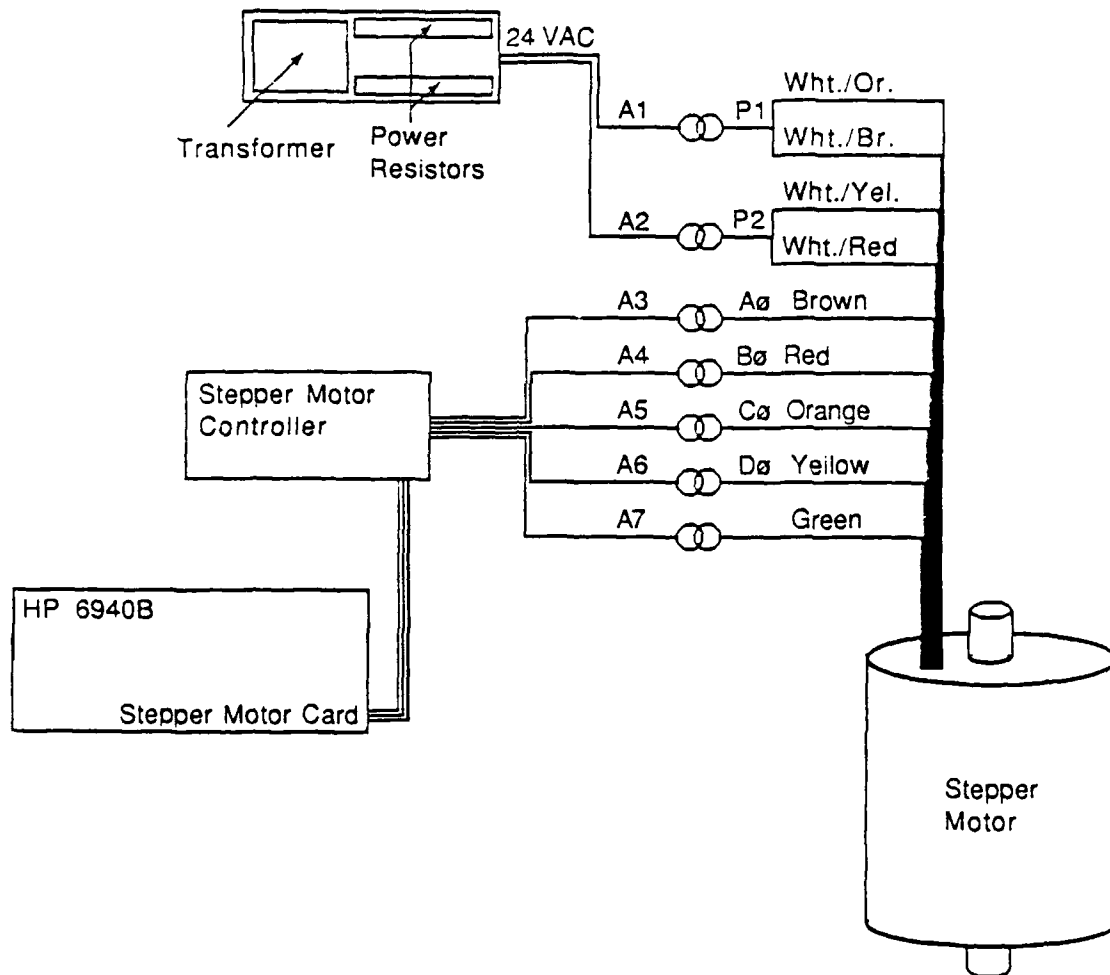 24 VAC
Transformer
Power
Resistors
A1 P1
Wht./Or.
Wht./Br.
A2 P2
Wht./Yel.
Wht./Red
A3 Aø Brown
A4 Bø Red
A5 Cø Orange
A6 Dø Yeilow
A7 Green
Stepper Motor
Controller
HP 6940B
Stepper Motor Card
Stepper
Motor